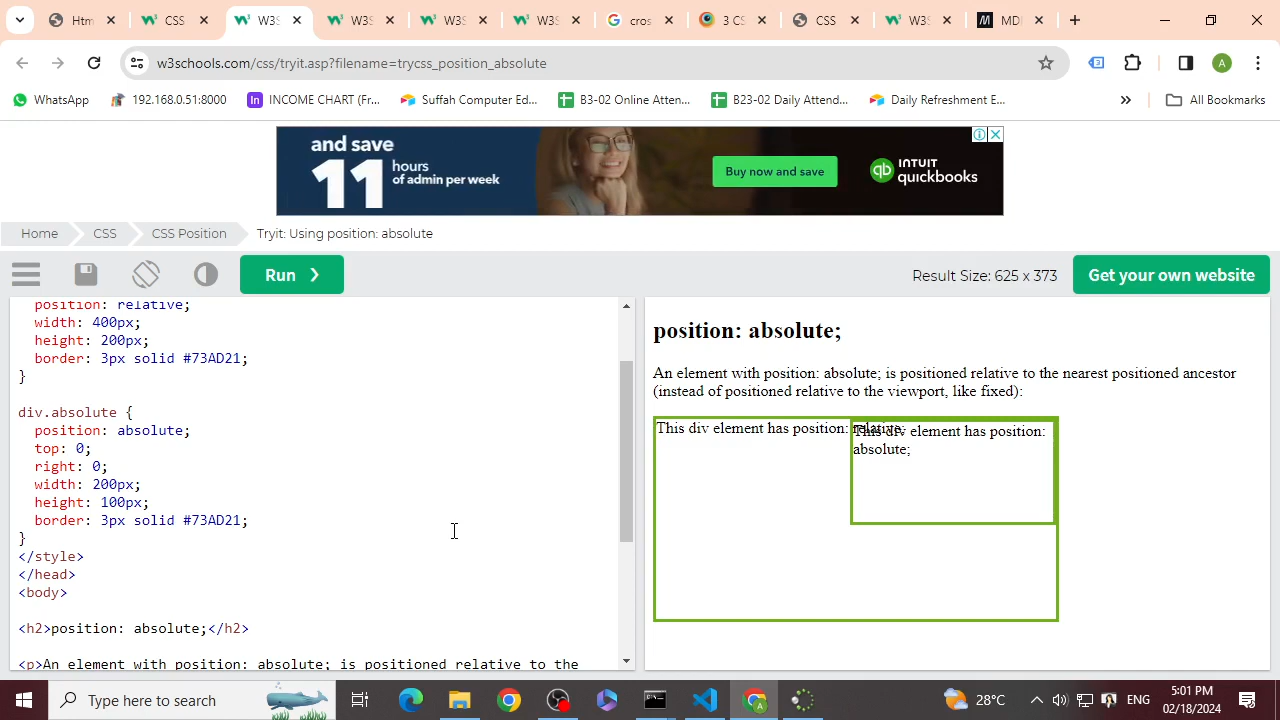 Htm
CSS
W3S
W3S
W3S
W3S
cros
3 CS
CSS
W3S
MD
w3schools.com/css/tryit.asp?filename=trycss_position_absolute
A
WhatsApp
192.168.0.51:8000
In INCOME CHART (Fr...
Suffah Computer Ed...
B3-02 Online Atten...
B23-02 Daily Attend...
Daily Refreshment E...
All Bookmarks
and save
11 hours of admin per week
Buy now and save
qb INTUIT quickbooks
Home
CSS
CSS Position
Tryit: Using position: absolute
Run ❯
Result Size: 625 x 373
Get your own website
position: relative;
width: 400px;
height: 200px;
border: 3px solid #73AD21;
}
div.absolute {
position: absolute;
top: 0;
right: 0;
width: 200px;
height: 100px;
border: 3px solid #73AD21;
}
</style>
</head>
<body>
<h2>position: absolute;</h2>
<p>An element with position: absolute; is positioned relative to the
position: absolute;
An element with position: absolute; is positioned relative to the nearest positioned ancestor
(instead of positioned relative to the viewport, like fixed):
This div element has position: relative;
This div element has position:
absolute;
Type here to search
28°C
ENG
5:01 PM
02/18/2024